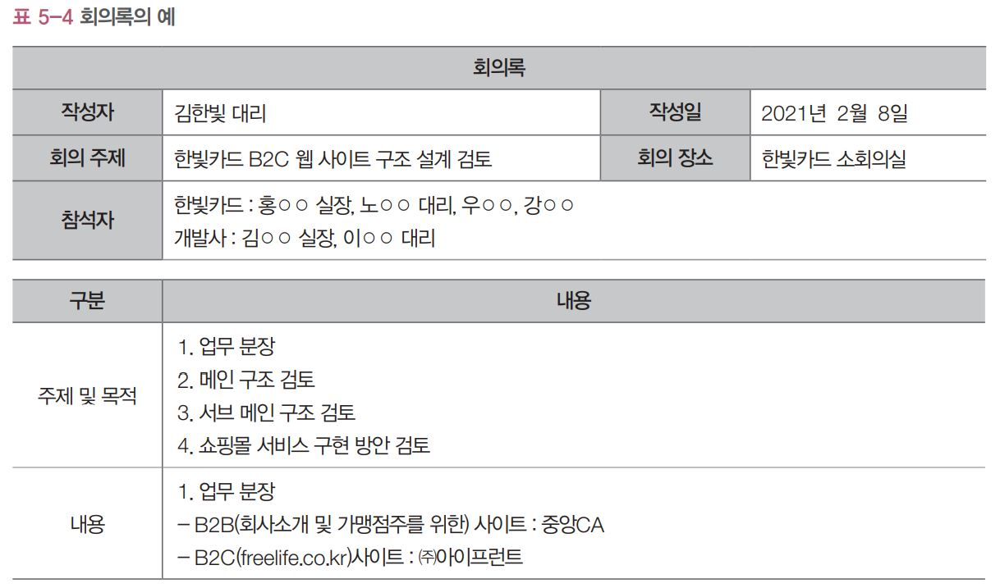 표 5-4 회의록의 예
회의록
작성자 김한빛 대리 작성일 2021년 2월 8일
회의 주제 한빛카드 B2C 웹 사이트 구조 설계 검토 회의 장소 한빛카드 소회의실
참석자
한빛카드 : 홍○○ 실장, 노○○ 대리, 우○○, 강○○
개발사 : 김○○ 실장, 이○○ 대리
구분 내용
주제 및 목적
1. 업무 분장
2. 메인 구조 검토
3. 서브 메인 구조 검토
4. 쇼핑몰 서비스 구현 방안 검토
내용
1. 업무 분장
– B2B(회사소개 및 가맹점주를 위한) 사이트 : 중앙CA
– B2C(freelife.co.kr)사이트 : ㈜아이프런트